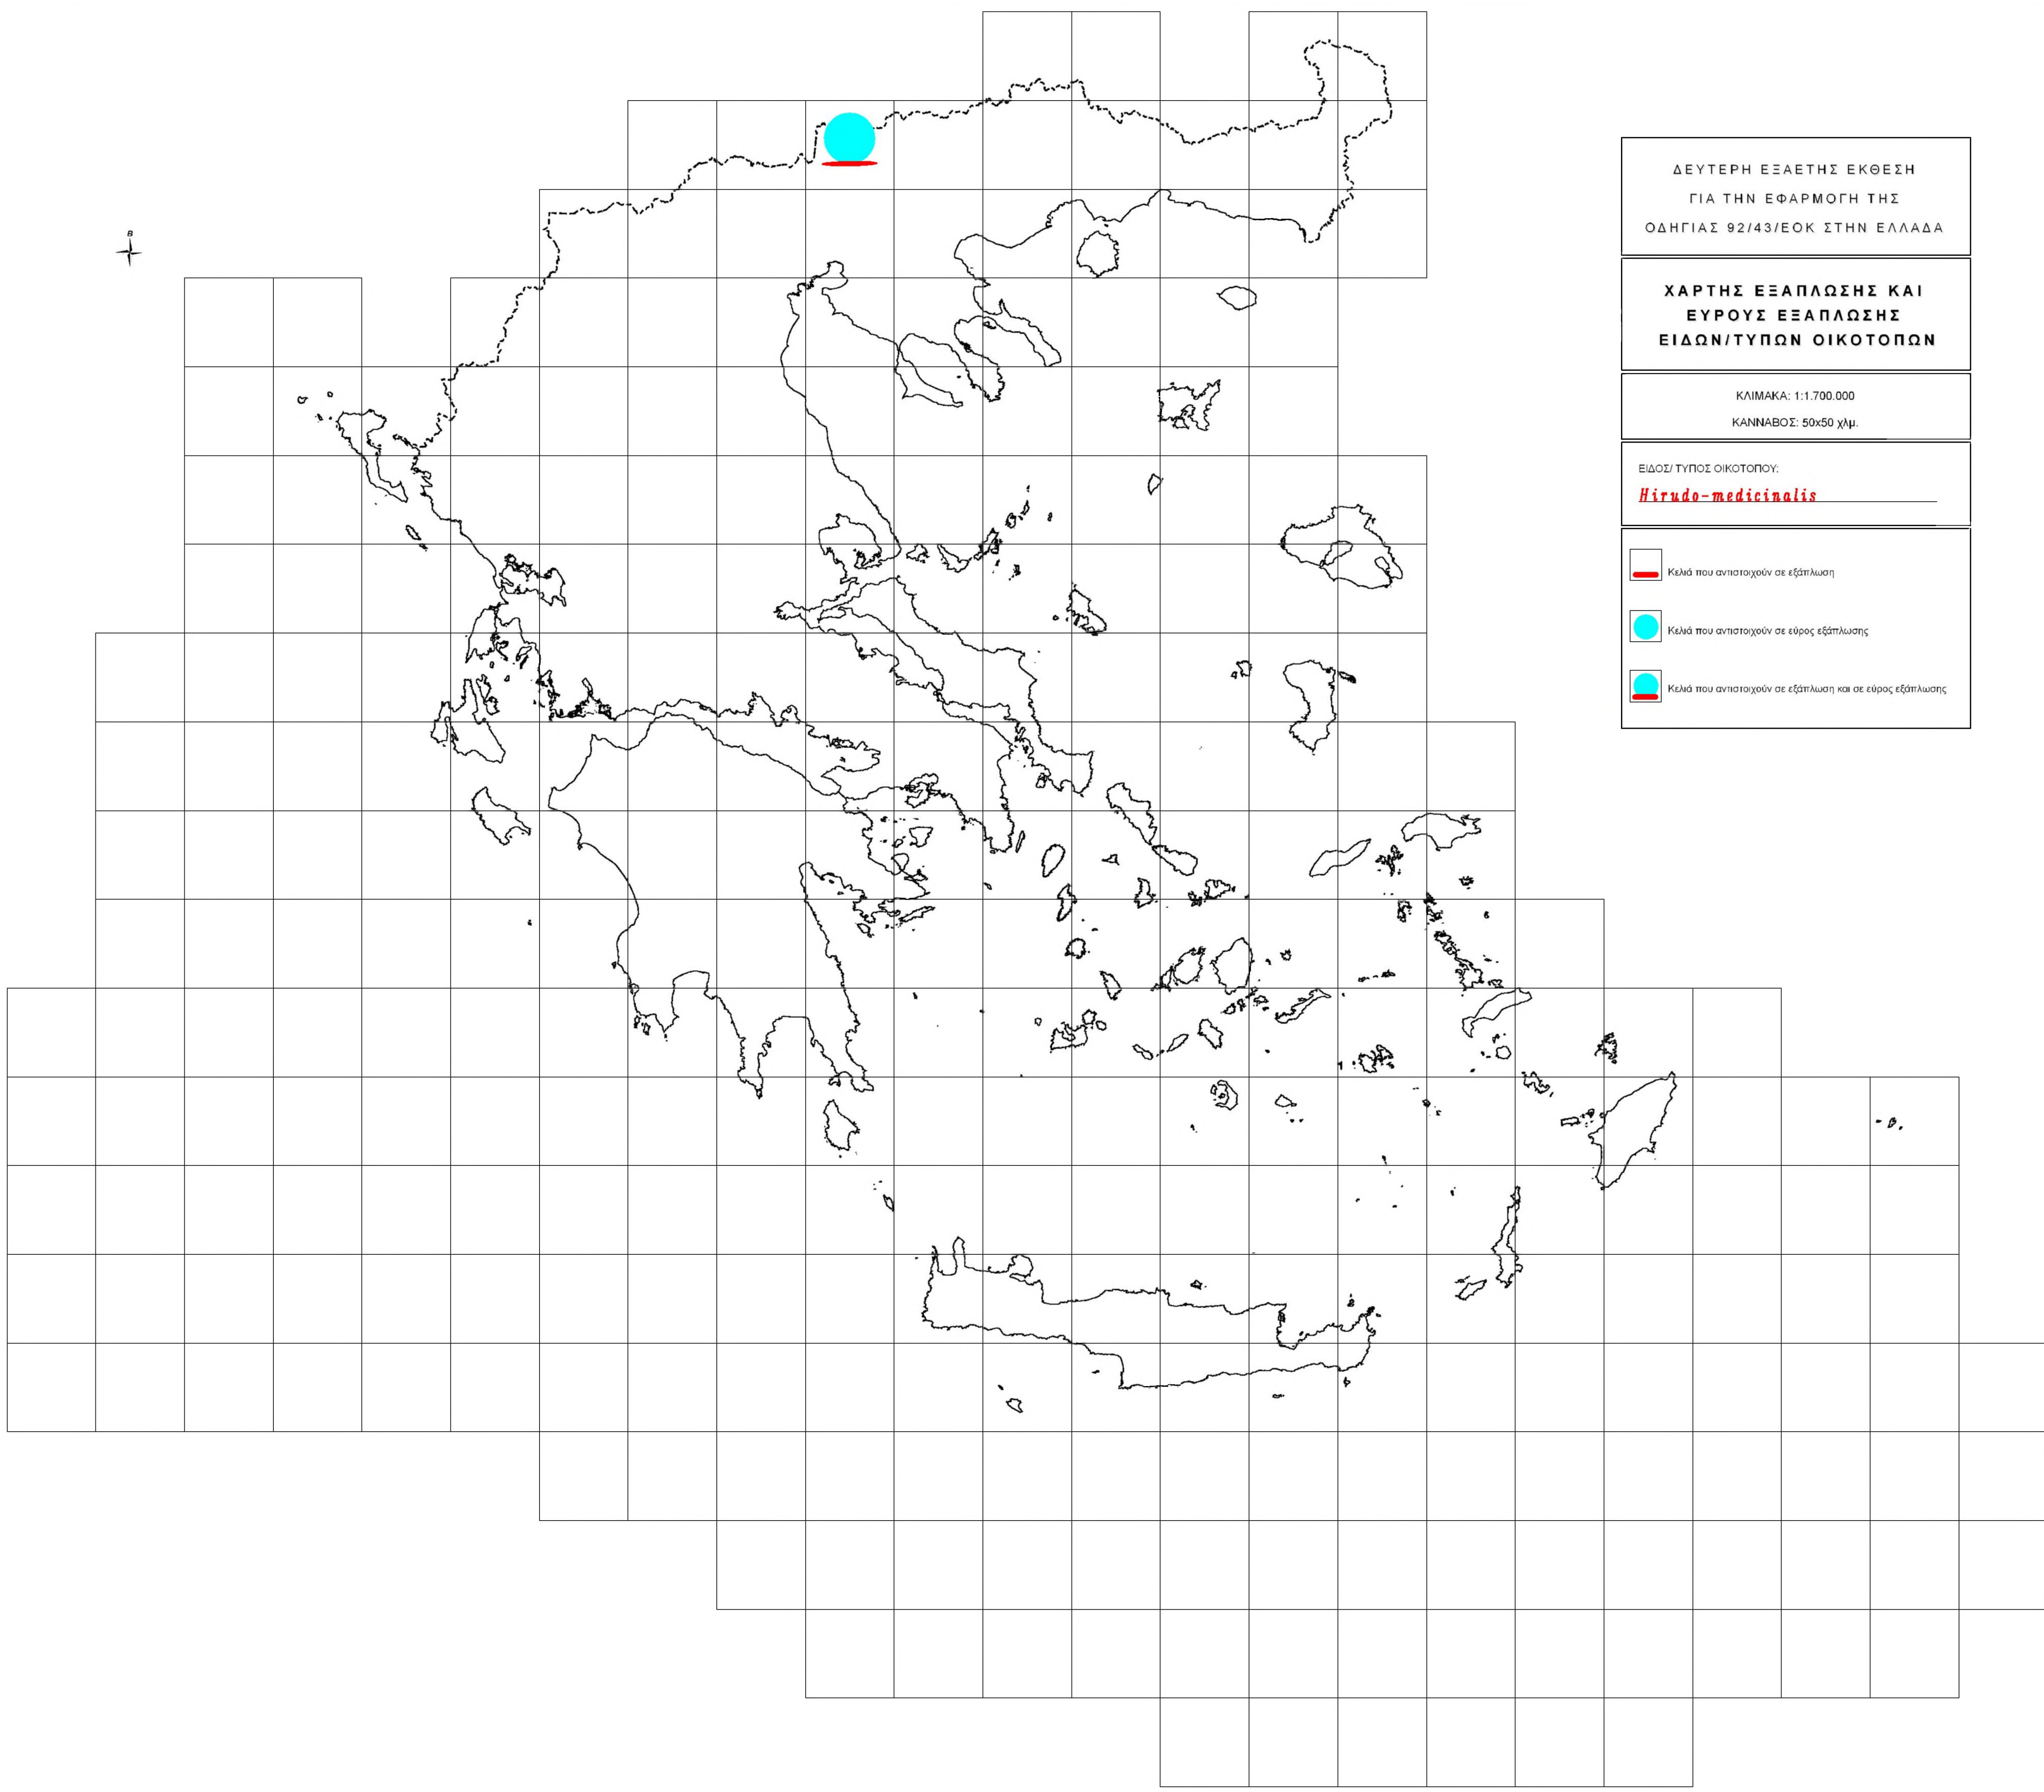 Β
ΔΕΥΤΕΡΗ ΕΞΑΕΤΗΣ ΕΚΘΕΣΗ
ΓΙΑ ΤΗΝ ΕΦΑΡΜΟΓΗ ΤΗΣ
ΟΔΗΓΙΑΣ 92/43/ΕΟΚ ΣΤΗΝ ΕΛΛΑΔΑ
ΧΑΡΤΗΣ ΕΞΑΠΛΩΣΗΣ ΚΑΙ
ΕΥΡΟΥΣ ΕΞΑΠΛΩΣΗΣ
ΕΙΔΩΝ/ΤΥΠΩΝ ΟΙΚΟΤΟΠΩΝ
ΚΛΙΜΑΚΑ: 1:1.700.000
ΚΑΝΝΑΒΟΣ: 50x50 χλμ.
ΕΙΔΟΣ/ ΤΥΠΟΣ ΟΙΚΟΤΟΠΟΥ:
Hirudo-medicinalis
Κελιά που αντιστοιχούν σε εξάπλωση
Κελιά που αντιστοιχούν σε εύρος εξάπλωσης
Κελιά που αντιστοιχούν σε εξάπλωση και σε εύρος εξάπλωσης